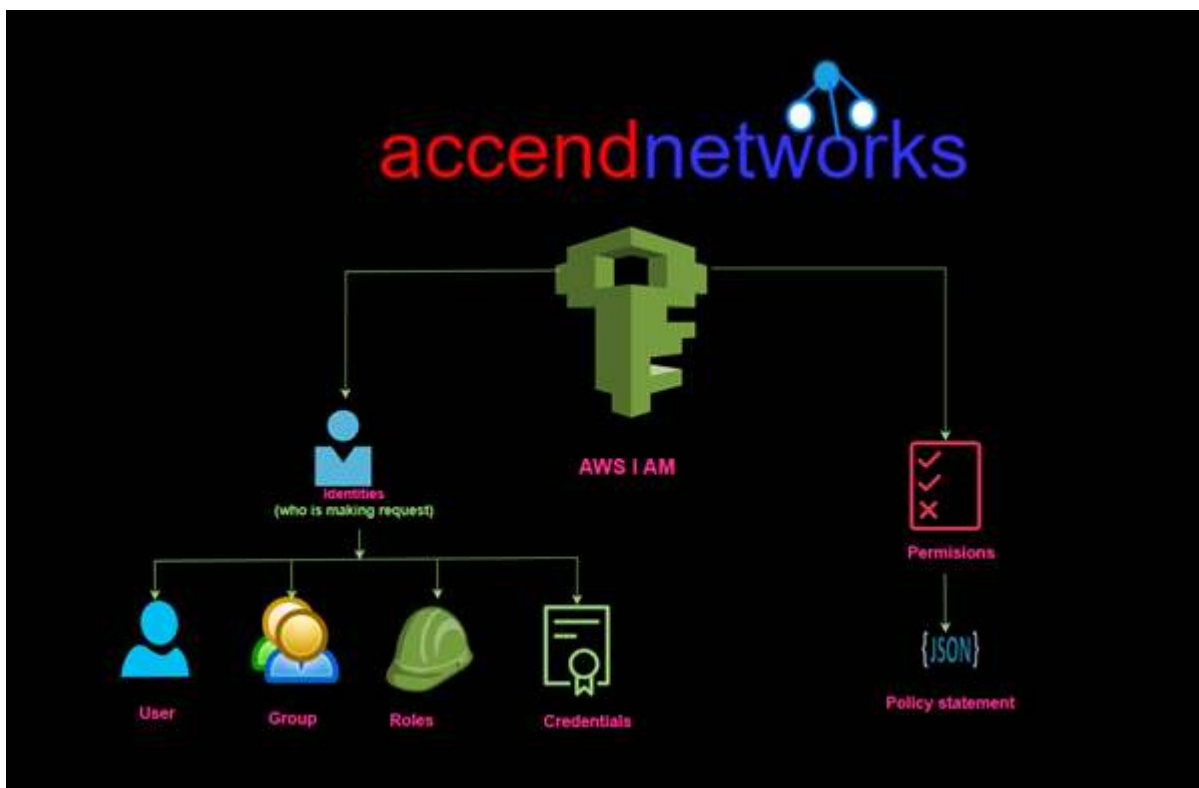 accendnetworks
AWS I AM
Identities
(who is making request)
Permisions
User
Group
Roles
Credentials
{JSON}
Policy statement